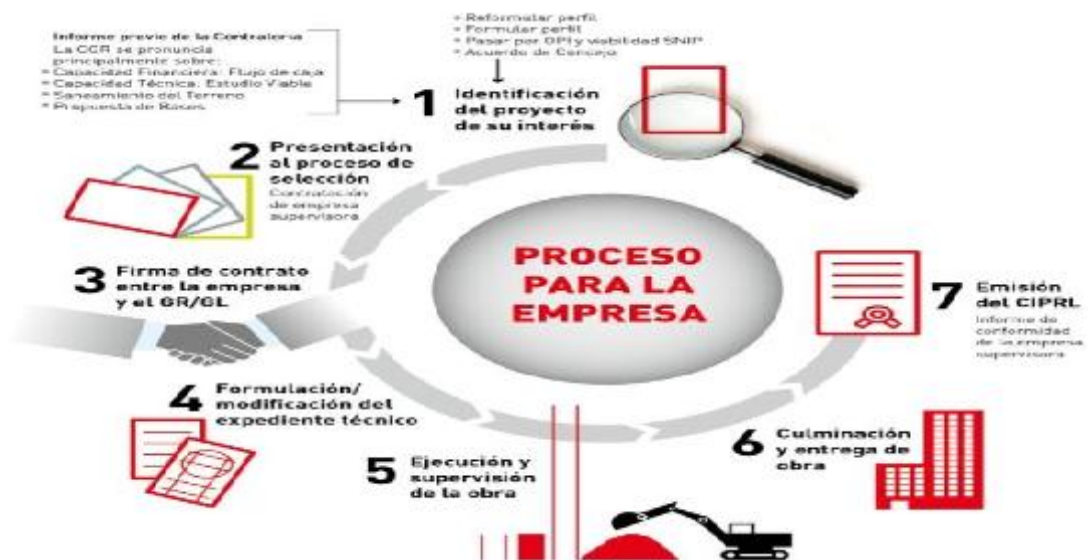 Informe previo de la Contraloría
La CGR se pronuncia
principalmente sobre:
* Capacidad Financiera: Flujo de caja
* Capacidad Técnica: Estudio Viable
* Saneamiento del Terreno
* Propuesta de Bases
* Reformular perfil
* Formular perfil
* Pasar por OPI y viabilidad SNIP
* Acuerdo de Concejo
1 Identificación
del proyecto
de su interés
2 Presentación
al proceso de
selección
Contratación
de empresa
supervisora
3 Firma de contrato
entre la empresa
y el GR/GL
4 Formulación/
modificación del
expediente técnico
5 Ejecución y
supervisión
de la obra
6 Culminación
y entrega de
obra
7 Emisión
del CIPRL
Informe de
conformidad
de la empresa
supervisora
PROCESO
PARA LA
EMPRESA